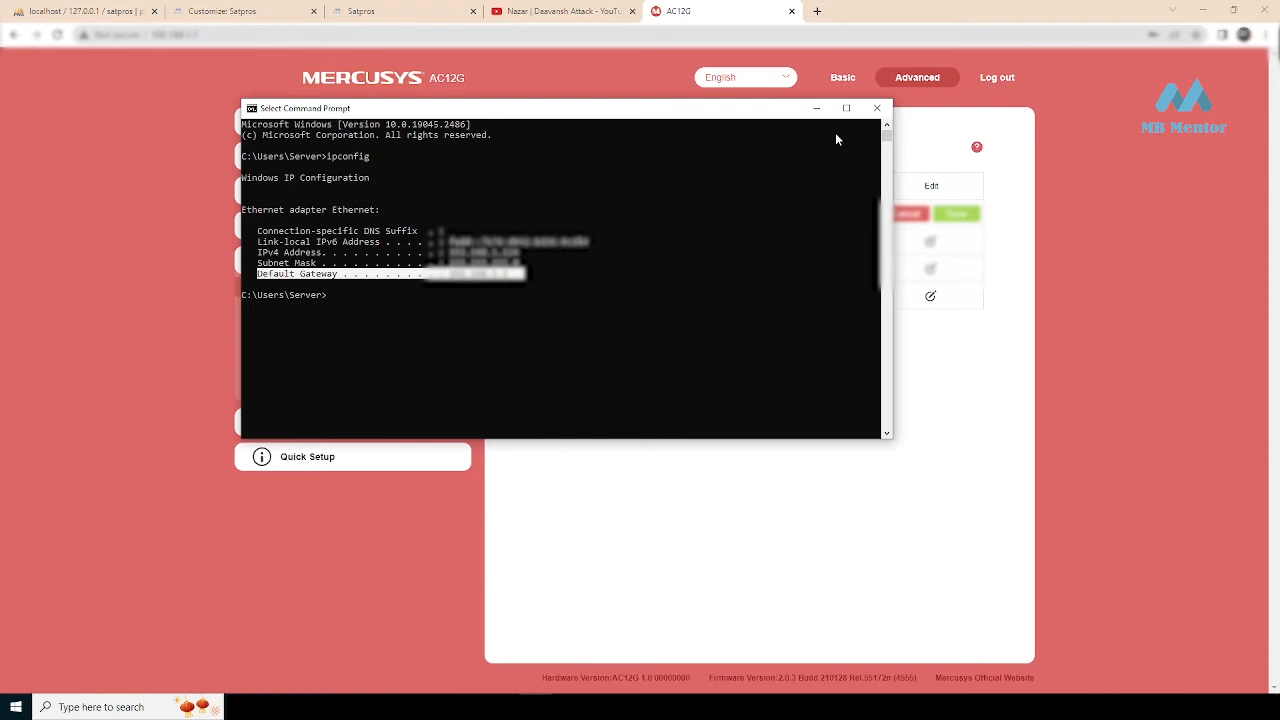 localhost / 127.0.0.1 / satpros | p
Customize: Satpros
Satpros
Nazar | Daavansh Attack - YouTu
AC12G
Not secure
MERCUSYS AC12G
English
Basic
Advanced
Log out
MB Mentor
Select Command Prompt
Microsoft Windows [Version 10.0.19045.2486]
(c) Microsoft Corporation. All rights reserved.
C:\Users\Server>ipconfig
Windows IP Configuration
Ethernet adapter Ethernet:
Connection-specific DNS Suffix . :
Link-local IPv6 Address . . . . . :
IPv4 Address. . . . . . . . . . . :
Subnet Mask . . . . . . . . . . . :
Default Gateway . . . . . . . . . :
C:\Users\Server>
Edit
Quick Setup
Hardware Version:AC12G 1.0 00000000
Firmware Version:2.0.3 Build 210128 Rel.55172n (4555)
Mercusys Official Website
Type here to search